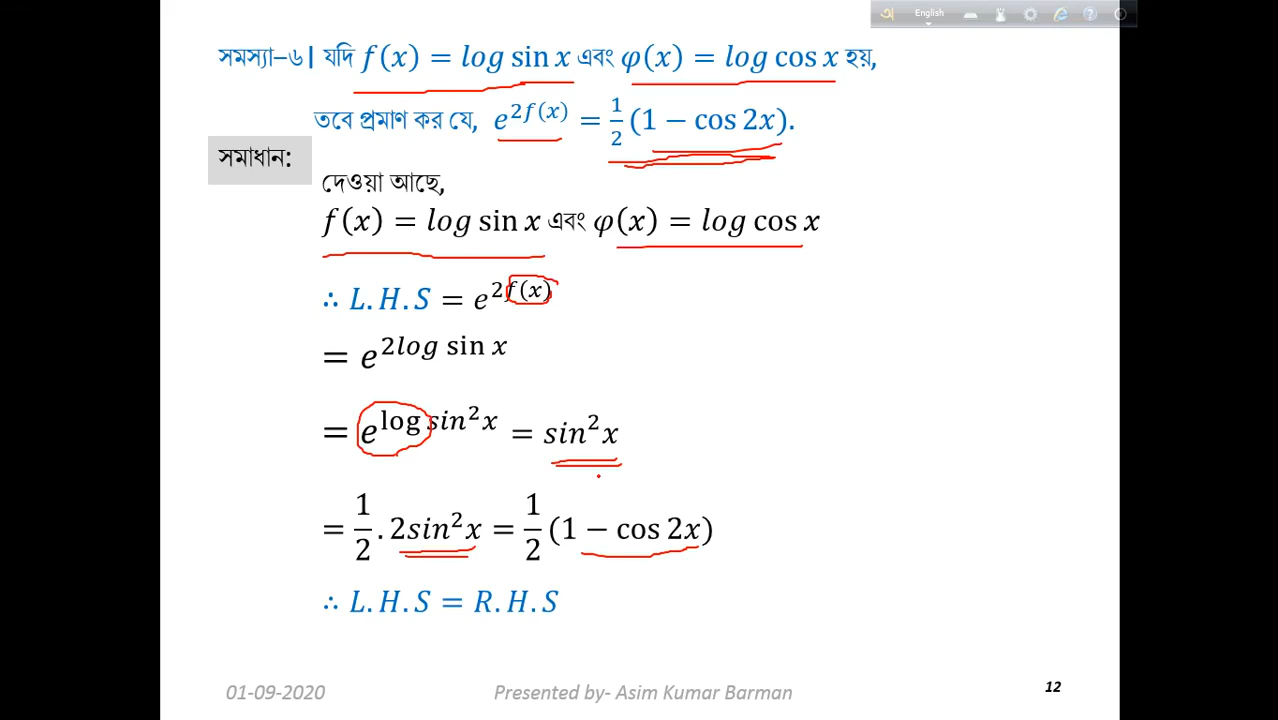 English
সমস্যা–৬| যদি f(x) = log sin x এবং φ(x) = log cos x হয়,
তবে প্রমাণ কর যে, e^{2f(x)} = 1/2 (1 − cos 2x).
সমাধান:
দেওয়া আছে,
f(x) = log sin x এবং φ(x) = log cos x
∴ L.H.S = e^{2f(x)}
= e^{2log sin x}
= e^{log sin²x} = sin²x
= 1/2 . 2sin²x = 1/2 (1 − cos 2x)
∴ L.H.S = R.H.S
01-09-2020 Presented by- Asim Kumar Barman 12